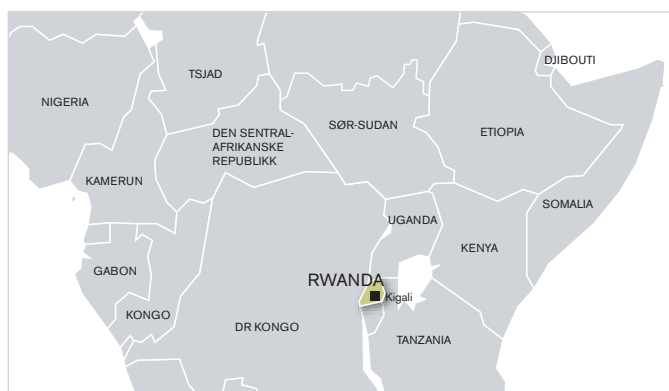 DJIBOUTI
TSJAD
NIGERIA
SØR-SUDAN
DEN SENTRAL-
AFRIKANSKE
REPUBLIKK
ETIOPIA
KAMERUN
SOMALIA
UGANDA
KENYA
GABON
RWANDA
Kigali
KONGO
DR KONGO
TANZANIA